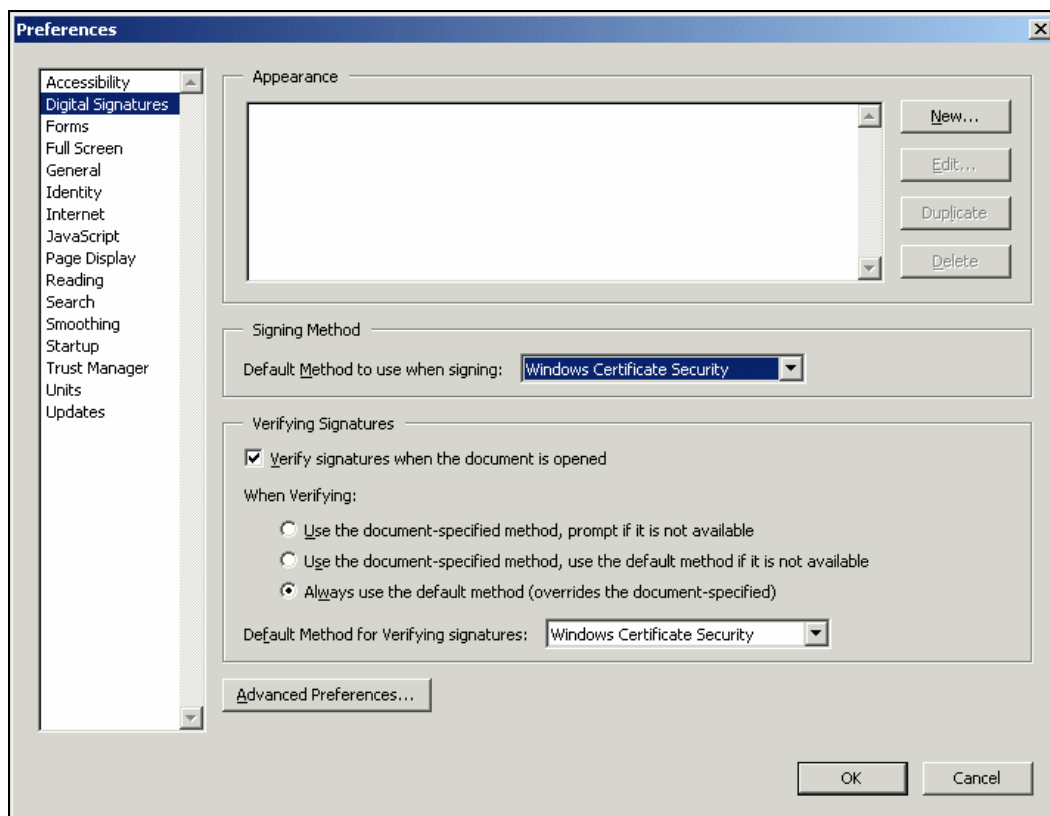 Preferences
Accessibility
Digital Signatures
Forms
Full Screen
General
Identity
Internet
JavaScript
Page Display
Reading
Search
Smoothing
Startup
Trust Manager
Units
Updates
Appearance
New...
Edit...
Duplicate
Delete
Signing Method
Default Method to use when signing: Windows Certificate Security
Verifying Signatures
Verify signatures when the document is opened
When Verifying:
Use the document-specified method, prompt if it is not available
Use the document-specified method, use the default method if it is not available
Always use the default method (overrides the document-specified)
Default Method for Verifying signatures: Windows Certificate Security
Advanced Preferences...
OK Cancel